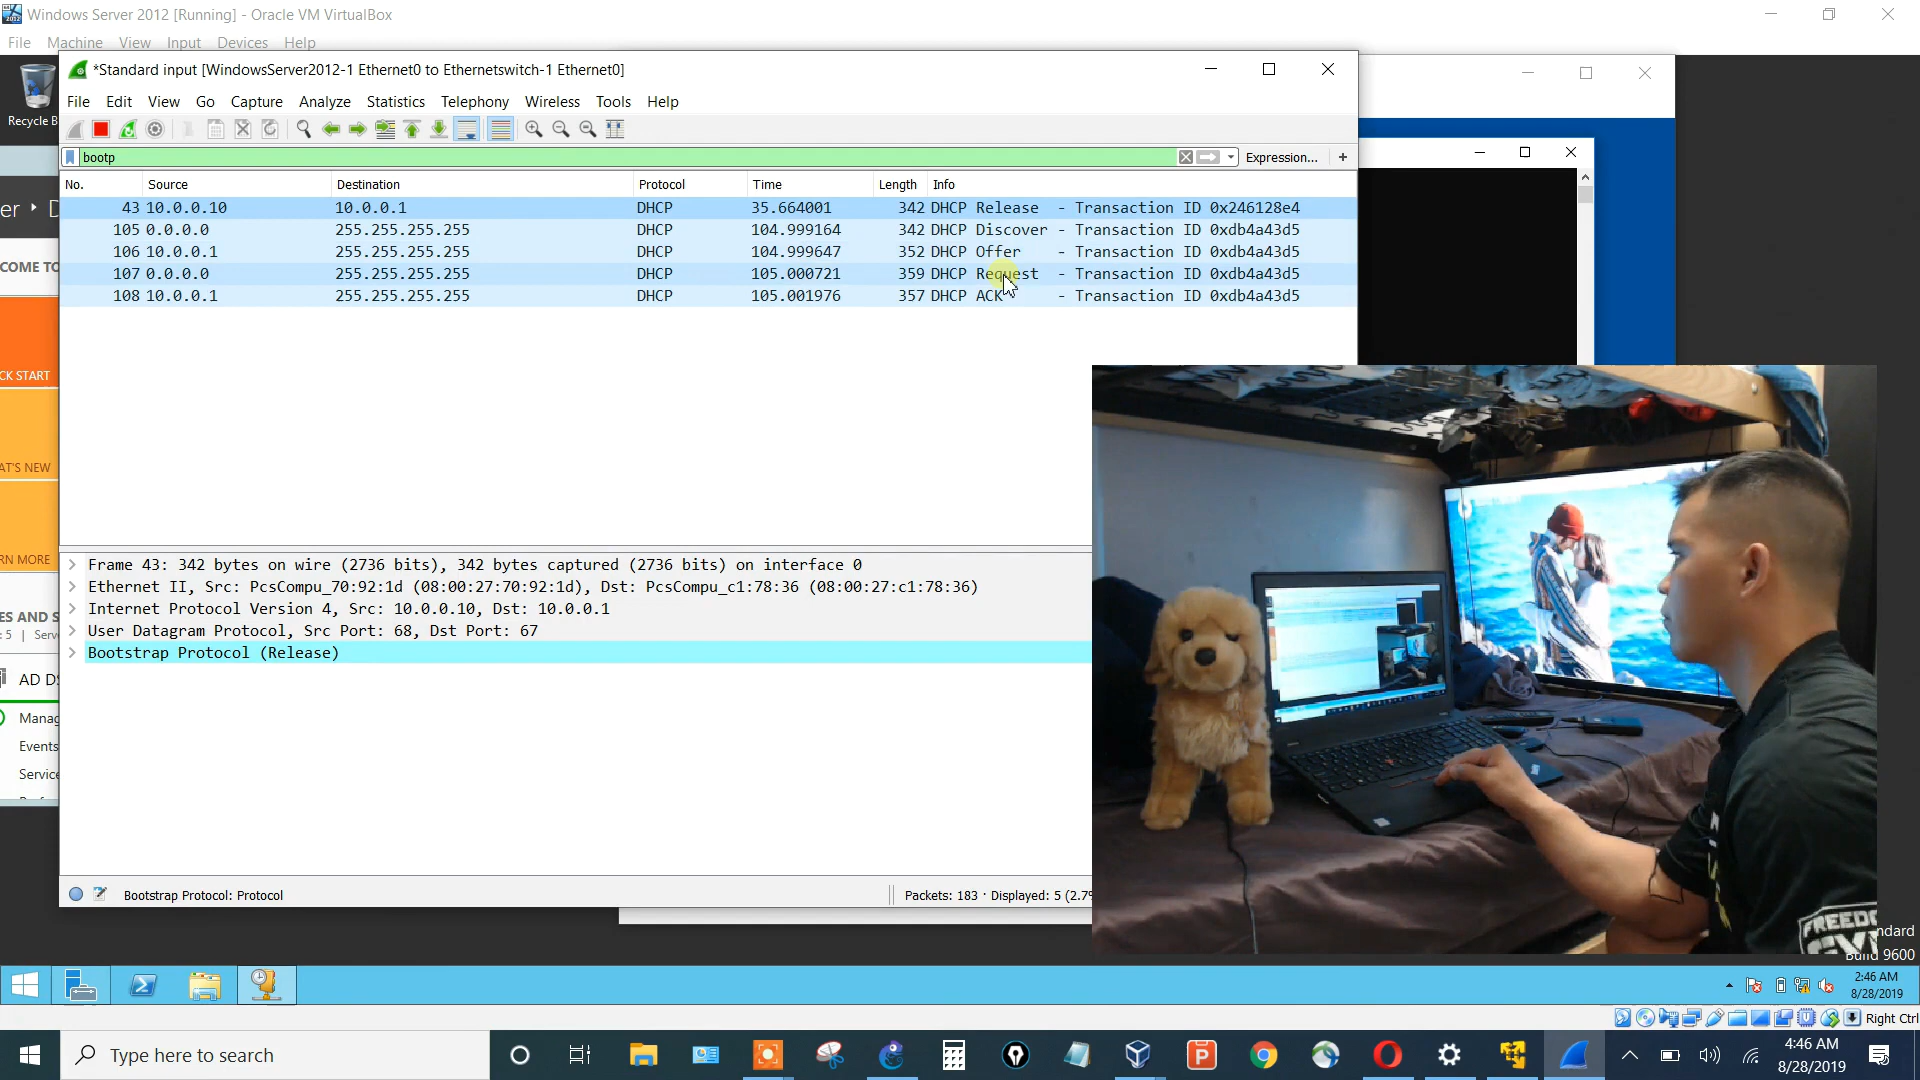 Windows Server 2012 [Running] - Oracle VM VirtualBox
File Machine View Input Devices Help
*Standard input [WindowsServer2012-1 Ethernet0 to Ethernetswitch-1 Ethernet0]
File Edit View Go Capture Analyze Statistics Telephony Wireless Tools Help
Recycle B
bootp
Expression... +
No. Source Destination Protocol Time Length Info
43 10.0.0.10 10.0.0.1 DHCP 35.664001 342 DHCP Release - Transaction ID 0x246128e4
105 0.0.0.0 255.255.255.255 DHCP 104.999164 342 DHCP Discover - Transaction ID 0xdb4a43d5
106 10.0.0.1 255.255.255.255 DHCP 104.999647 352 DHCP Offer - Transaction ID 0xdb4a43d5
107 0.0.0.0 255.255.255.255 DHCP 105.000721 359 DHCP Request - Transaction ID 0xdb4a43d5
108 10.0.0.1 255.255.255.255 DHCP 105.001976 357 DHCP ACK - Transaction ID 0xdb4a43d5
er
COME TO
CK START
AT'S NEW
RN MORE
ES AND S
: 5 | Serv
AD DS
Manag
Events
Service
Frame 43: 342 bytes on wire (2736 bits), 342 bytes captured (2736 bits) on interface 0
Ethernet II, Src: PcsCompu_70:92:1d (08:00:27:70:92:1d), Dst: PcsCompu_c1:78:36 (08:00:27:c1:78:36)
Internet Protocol Version 4, Src: 10.0.0.10, Dst: 10.0.0.1
User Datagram Protocol, Src Port: 68, Dst Port: 67
Bootstrap Protocol (Release)
Bootstrap Protocol: Protocol
Packets: 183 · Displayed: 5 (2.7%
FREEDO
GYM
ndard
Build 9600
2:46 AM
8/28/2019
Right Ctrl
Type here to search
4:46 AM
8/28/2019